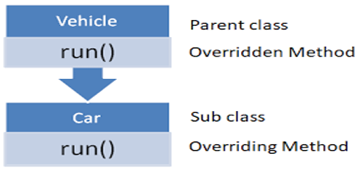 Vehicle Parent class
run() Overridden Method
Car Sub class
run() Overriding Method